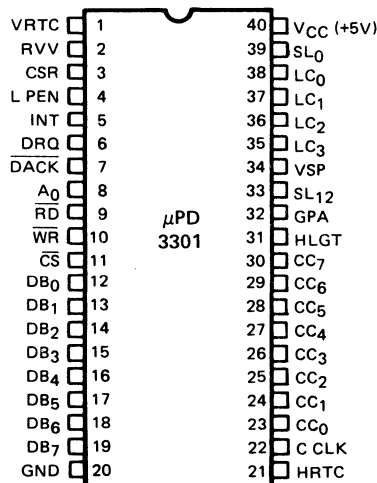 VRTC 1 40 VCC (+5V)
RVV 2 39 SL0
CSR 3 38 LC0
L PEN 4 37 LC1
INT 5 36 LC2
DRQ 6 35 LC3
DACK 7 34 VSP
A0 8 33 SL12
RD 9 32 GPA
WR 10 31 HLGT
CS 11 30 CC7
DB0 12 29 CC6
DB1 13 28 CC5
DB2 14 27 CC4
DB3 15 26 CC3
DB4 16 25 CC2
DB5 17 24 CC1
DB6 18 23 CC0
DB7 19 22 C CLK
GND 20 21 HRTC
μPD
3301